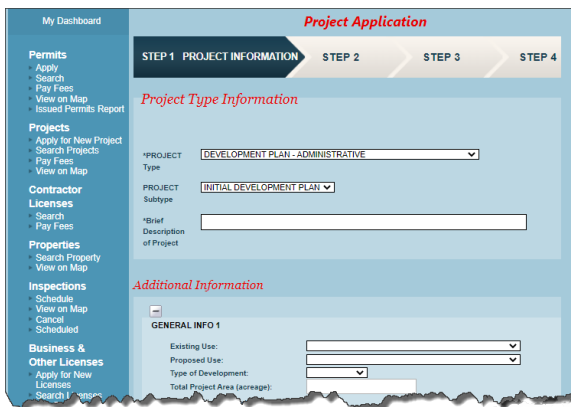 My Dashboard
Project Application
STEP 1 PROJECT INFORMATION
STEP 2
STEP 3
STEP 4
Permits
Apply
Search
Pay Fees
View on Map
Issued Permits Report
Projects
Apply for New Project
Search Projects
Pay Fees
View on Map
Contractor
Licenses
Search
Pay Fees
Properties
Search Property
View on Map
Inspections
Schedule
View on Map
Cancel
Scheduled
Business &
Other Licenses
Apply for New
Licenses
Search Licenses
Project Type Information
*PROJECT
Type
DEVELOPMENT PLAN - ADMINISTRATIVE
PROJECT
Subtype
INITIAL DEVELOPMENT PLAN
*Brief
Description
of Project
Additional Information
GENERAL INFO 1
Existing Use:
Proposed Use:
Type of Development:
Total Project Area (acreage):